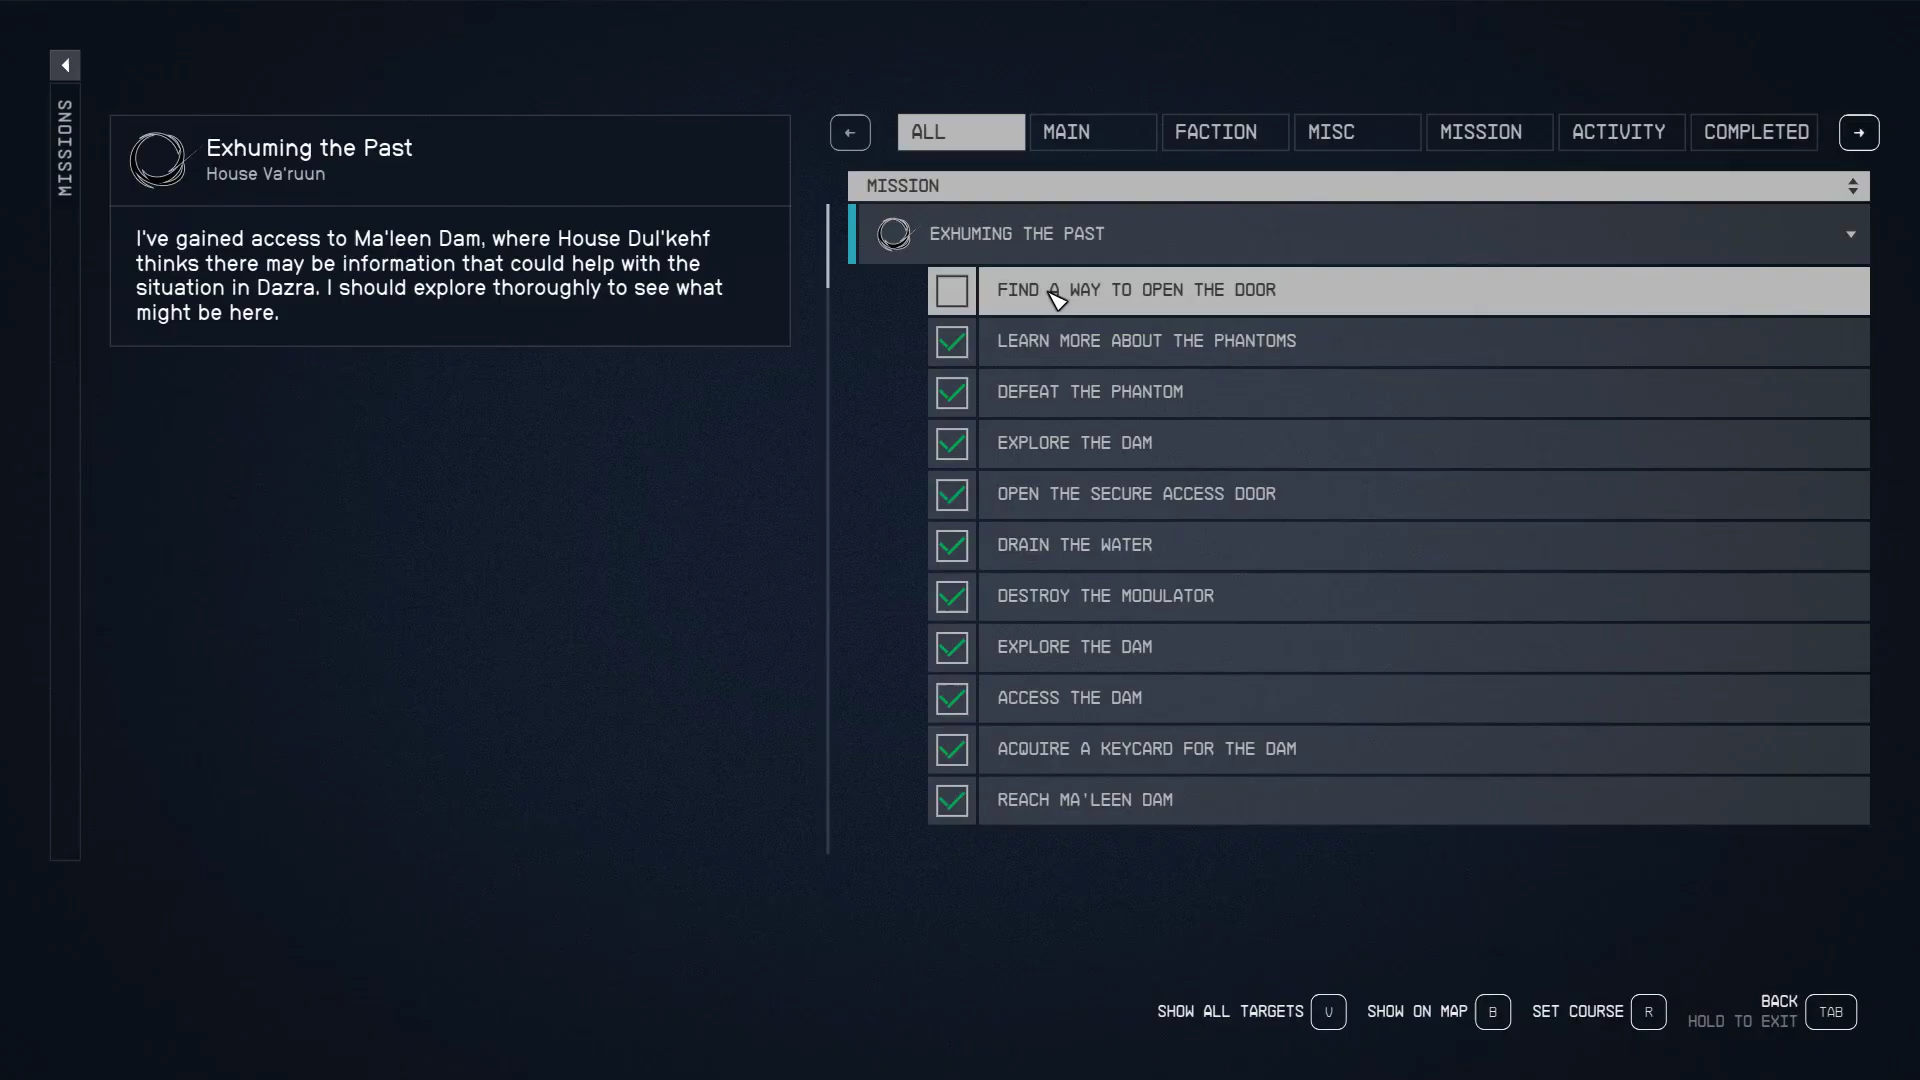 MISSIONS
Exhuming the Past
House Va'ruun
I've gained access to Ma'leen Dam, where House Dul'kehf
thinks there may be information that could help with the
situation in Dazra. I should explore thoroughly to see what
might be here.
ALL
MAIN
FACTION
MISC
MISSION
ACTIVITY
COMPLETED
MISSION
EXHUMING THE PAST
FIND A WAY TO OPEN THE DOOR
LEARN MORE ABOUT THE PHANTOMS
DEFEAT THE PHANTOM
EXPLORE THE DAM
OPEN THE SECURE ACCESS DOOR
DRAIN THE WATER
DESTROY THE MODULATOR
EXPLORE THE DAM
ACCESS THE DAM
ACQUIRE A KEYCARD FOR THE DAM
REACH MA'LEEN DAM
SHOW ALL TARGETS V
SHOW ON MAP B
SET COURSE R
BACK
HOLD TO EXIT
TAB